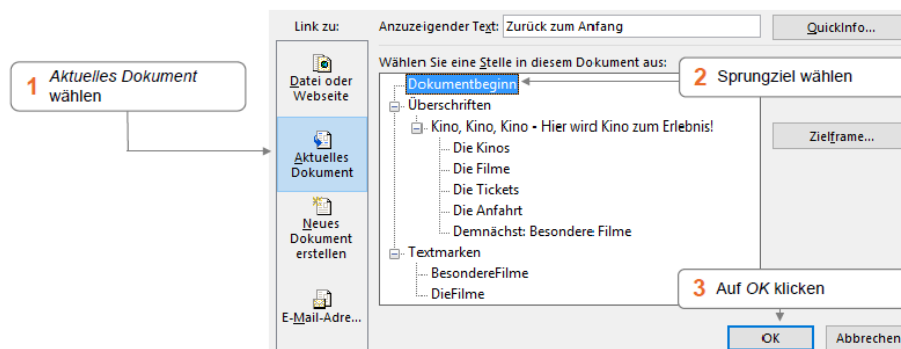 Link zu:
Anzuzeigender Text: Zurück zum Anfang
QuickInfo...
Wählen Sie eine Stelle in diesem Dokument aus:
1 Aktuelles Dokument
wählen
Datei oder
Webseite
Aktuelles
Dokument
Neues
Dokument
erstellen
E-Mail-Adre...
Dokumentbeginn
2 Sprungziel wählen
Überschriften
Kino, Kino, Kino - Hier wird Kino zum Erlebnis!
Die Kinos
Die Filme
Die Tickets
Die Anfahrt
Demnächst: Besondere Filme
Textmarken
BesondereFilme
DieFilme
Zielframe...
3 Auf OK klicken
OK
Abbrechen